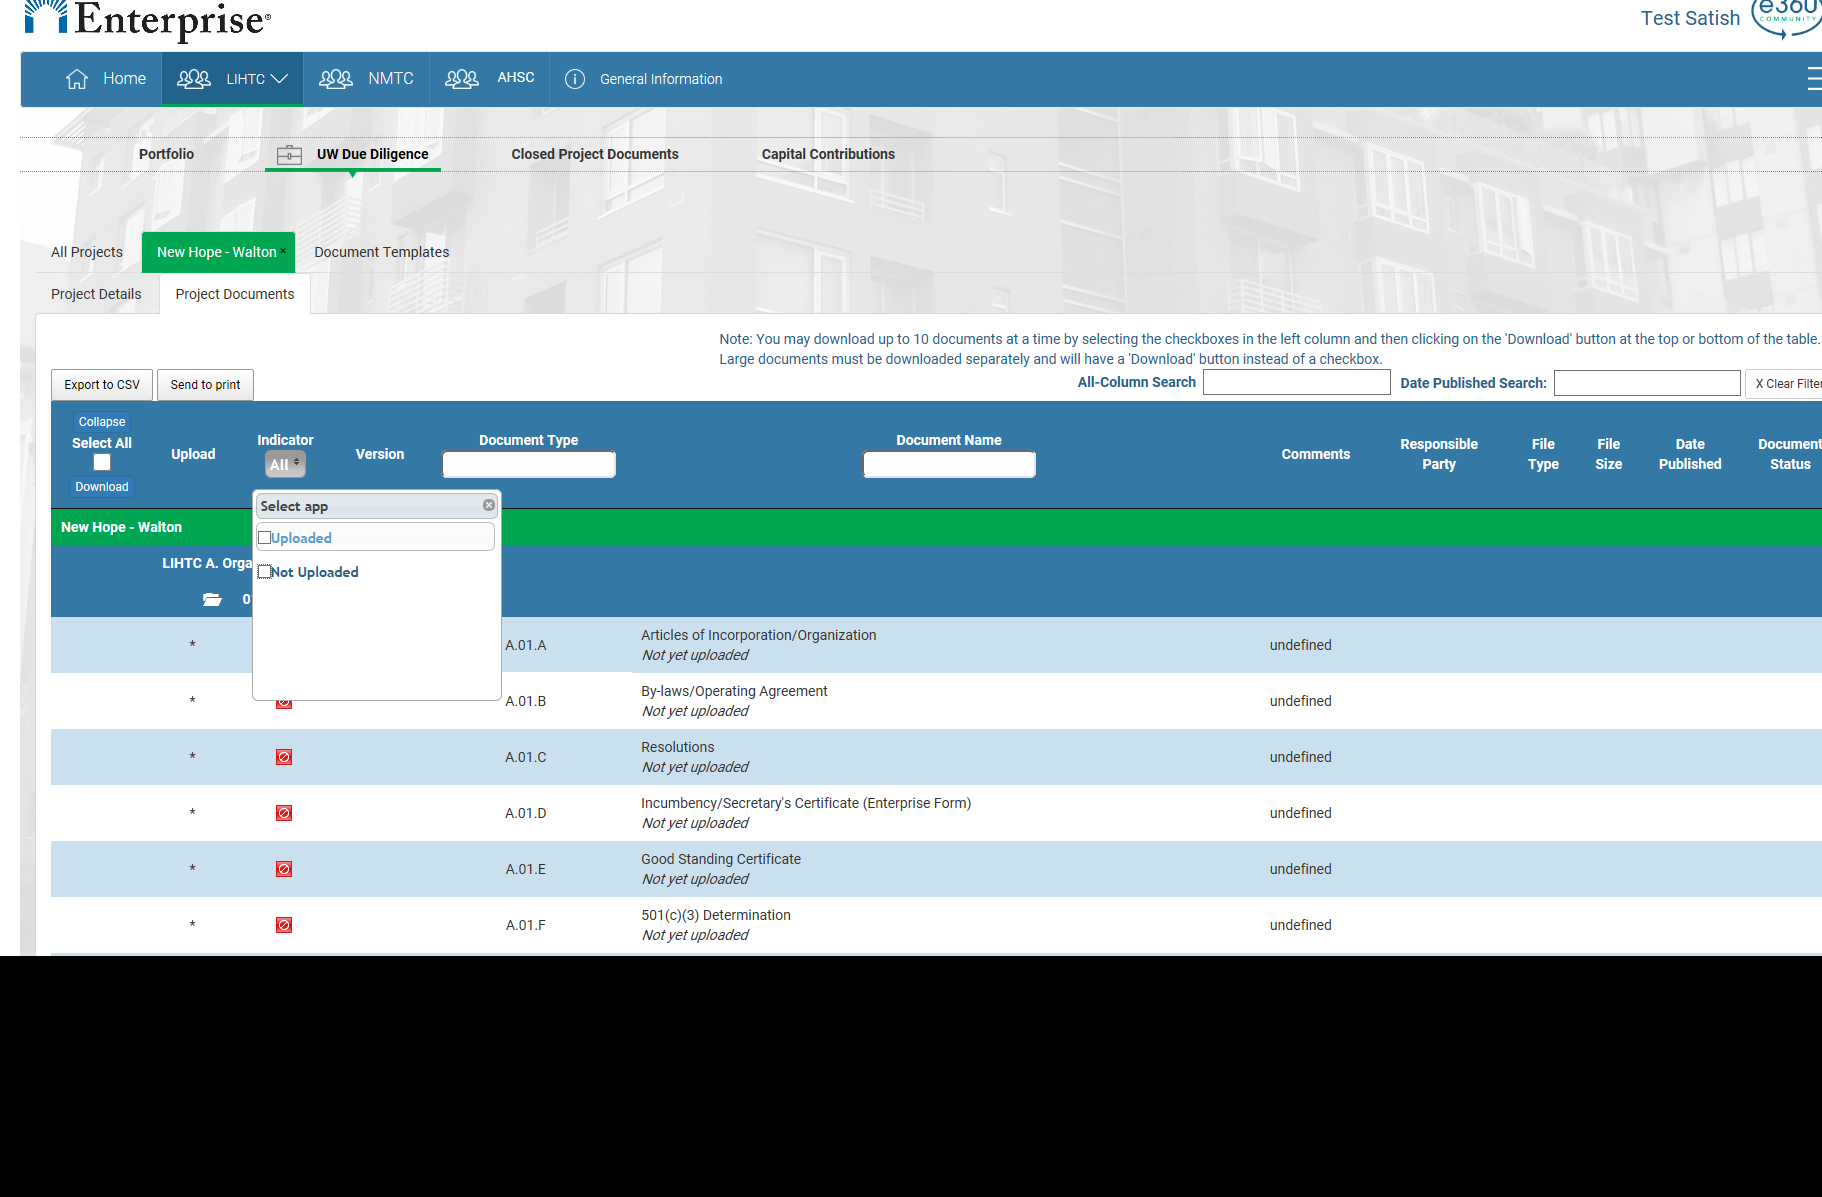 Enterprise®
Test Satish
e360
COMMUNITY
Home
LIHTC
NMTC
AHSC
General Information
Portfolio
UW Due Diligence
Closed Project Documents
Capital Contributions
All Projects
New Hope - Walton ×
Document Templates
Project Details
Project Documents
Note: You may download up to 10 documents at a time by selecting the checkboxes in the left column and then clicking on the 'Download' button at the top or bottom of the table.
Large documents must be downloaded separately and will have a 'Download' button instead of a checkbox.
Export to CSV
Send to print
All-Column Search
Date Published Search:
X Clear Filter
Collapse
Select All
Download
Upload
Indicator
All
Version
Document Type
Document Name
Comments
Responsible
Party
File
Type
File
Size
Date
Published
Document
Status
Select app
Uploaded
Not Uploaded
New Hope - Walton
LIHTC A. Orga
0
* A.01.A Articles of Incorporation/Organization undefined
Not yet uploaded
* A.01.B By-laws/Operating Agreement undefined
Not yet uploaded
* A.01.C Resolutions undefined
Not yet uploaded
* A.01.D Incumbency/Secretary's Certificate (Enterprise Form) undefined
Not yet uploaded
* A.01.E Good Standing Certificate undefined
Not yet uploaded
* A.01.F 501(c)(3) Determination undefined
Not yet uploaded